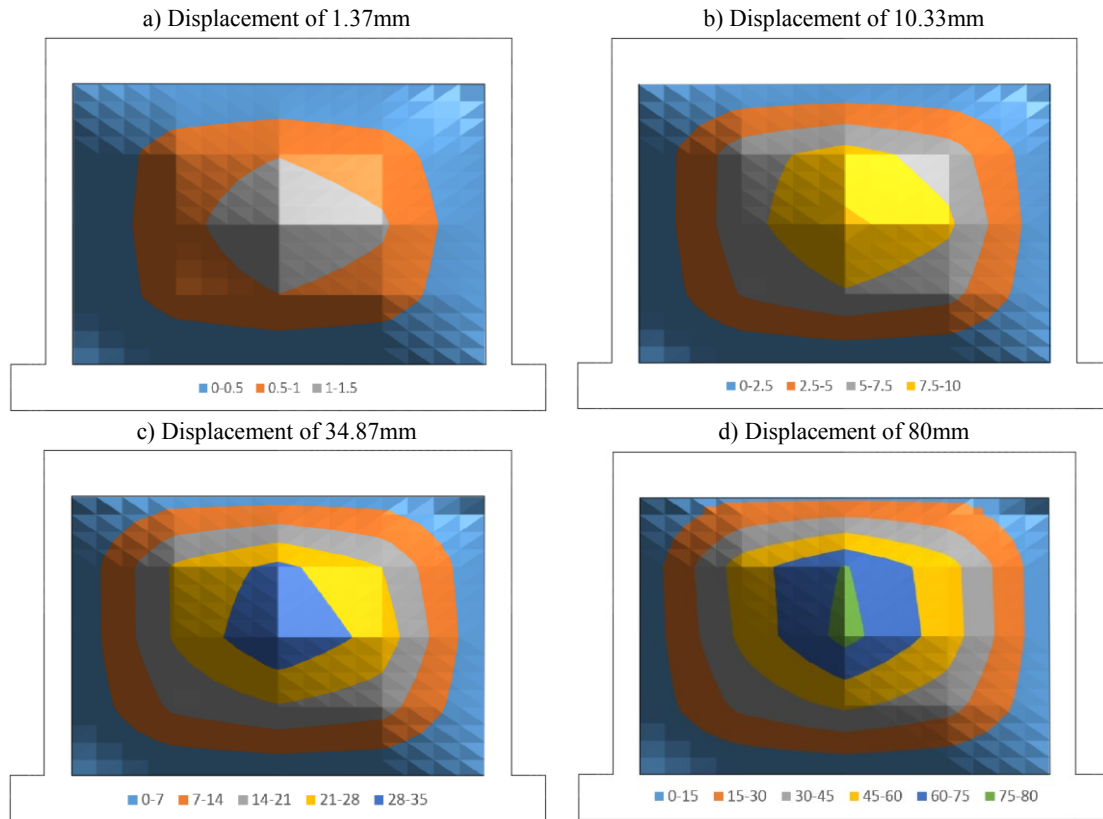 a) Displacement of 1.37mm
b) Displacement of 10.33mm
0-0.5 0.5-1 1-1.5
0-2.5 2.5-5 5-7.5 7.5-10
c) Displacement of 34.87mm
d) Displacement of 80mm
0-7 7-14 14-21 21-28 28-35
0-15 15-30 30-45 45-60 60-75 75-80